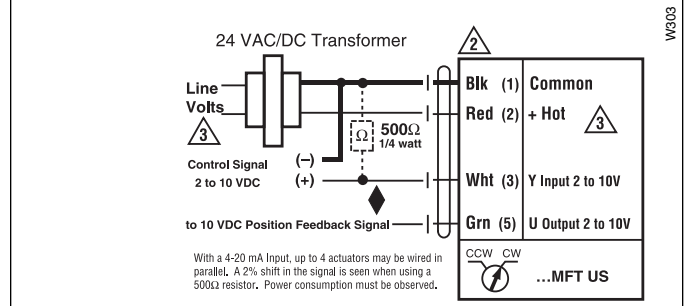 W303
24 VAC/DC Transformer
2
Line
Volts
3
Blk (1) Common
Red (2) + Hot
3
Ω
500Ω
1/4 watt
Control Signal
2 to 10 VDC
(–)
(+)
Wht (3) Y Input 2 to 10V
to 10 VDC Position Feedback Signal
Grn (5) U Output 2 to 10V
With a 4-20 mA Input, up to 4 actuators may be wired in
parallel. A 2% shift in the signal is seen when using a
500Ω resistor. Power consumption must be observed.
CCW CW
...MFT US